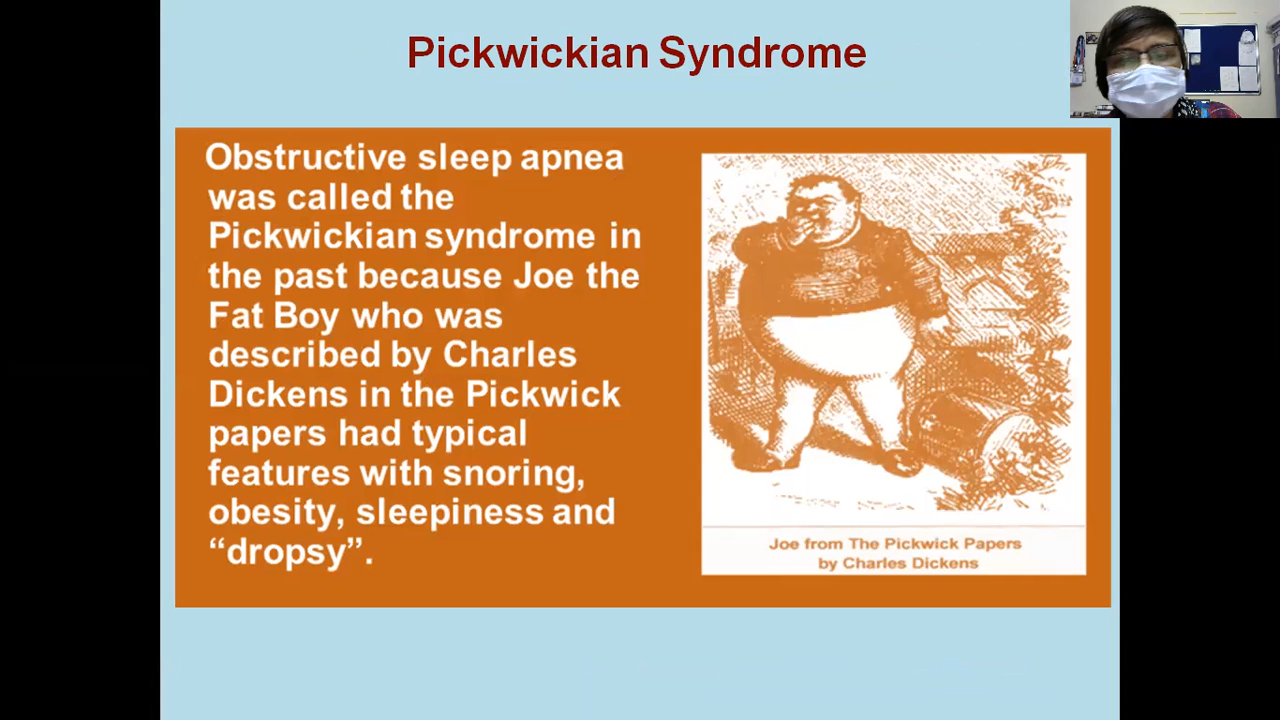 Pickwickian Syndrome
Obstructive sleep apnea
was called the
Pickwickian syndrome in
the past because Joe the
Fat Boy who was
described by Charles
Dickens in the Pickwick
papers had typical
features with snoring,
obesity, sleepiness and
“dropsy”.
Joe from The Pickwick Papers
by Charles Dickens